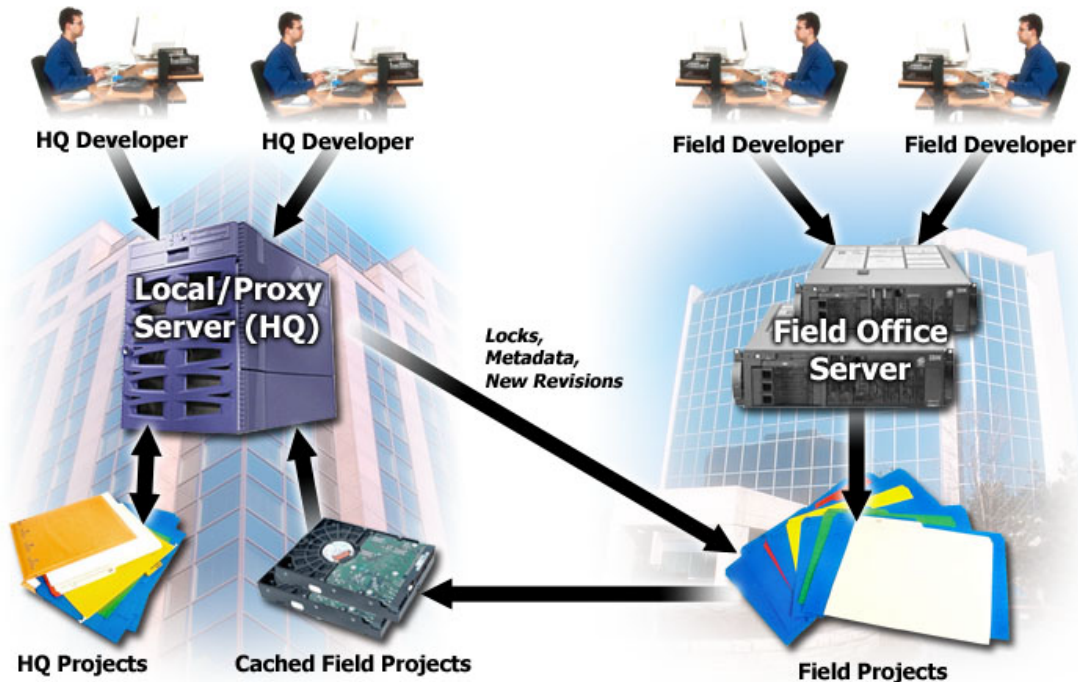 HQ Developer
HQ Developer
Field Developer
Field Developer
Local/Proxy
Server (HQ)
Locks,
Metadata,
New Revisions
Field Office
Server
HQ Projects
Cached Field Projects
Field Projects